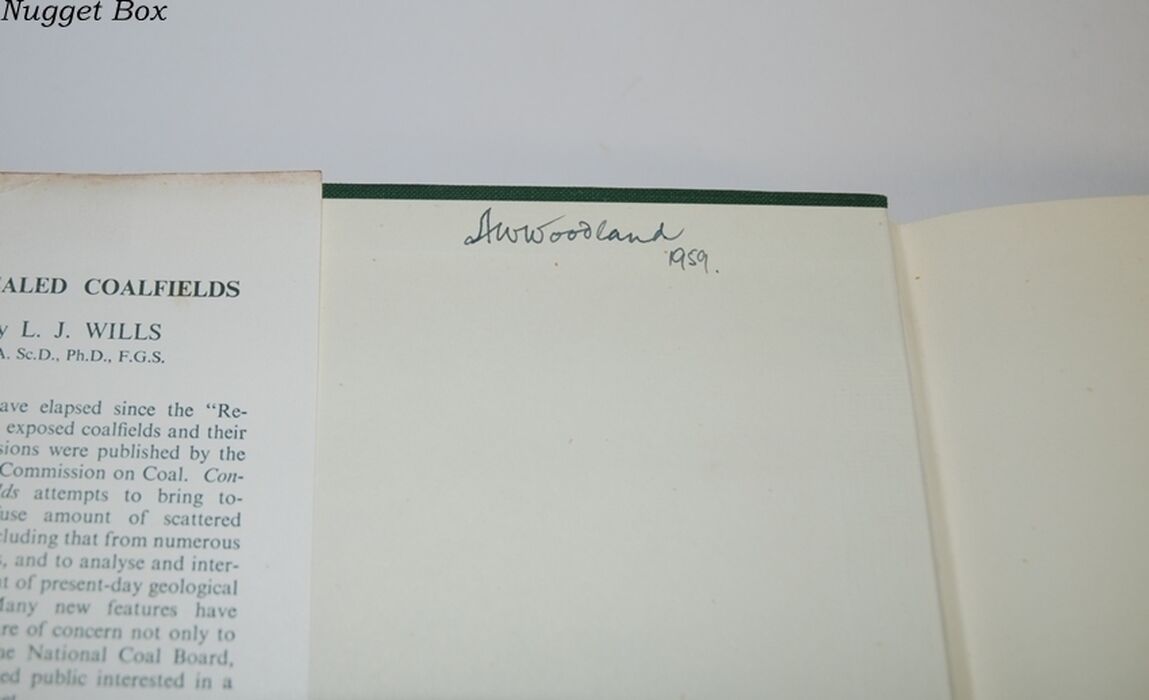 Nugget Box
AWWoodland
1959.
ALED COALFIELDS
y L. J. WILLS
A. Sc.D., Ph.D., F.G.S.
ave elapsed since the "Re-
exposed coalfields and their
sions were published by the
Commission on Coal. Con-
lds attempts to bring to-
fuse amount of scattered
cluding that from numerous
s, and to analyse and inter-
t of present-day geological
Many new features have
re of concern not only to
he National Coal Board,
ed public interested in a